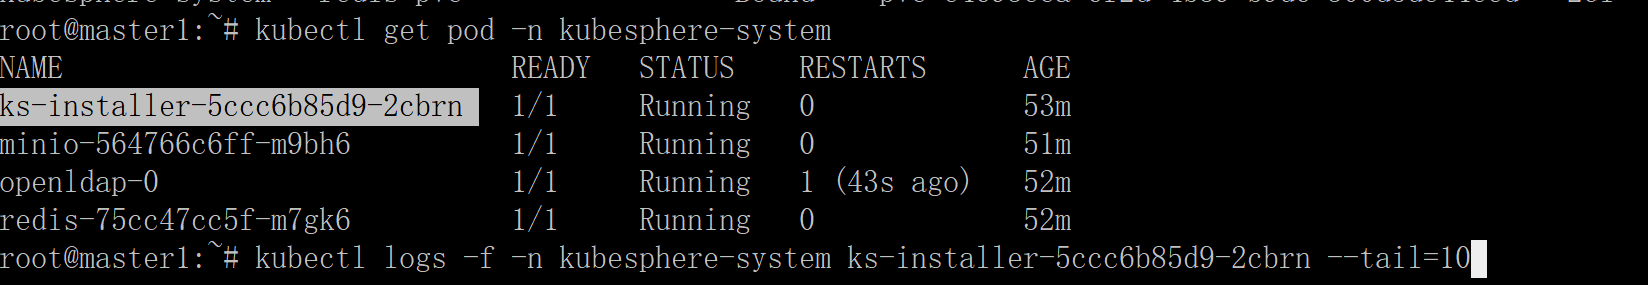 root@master1:~# kubectl get pod -n kubesphere-system
NAME READY STATUS RESTARTS AGE
ks-installer-5ccc6b85d9-2cbrn 1/1 Running 0 53m
minio-564766c6ff-m9bh6 1/1 Running 0 51m
openldap-0 1/1 Running 1 (43s ago) 52m
redis-75cc47cc5f-m7gk6 1/1 Running 0 52m
root@master1:~# kubectl logs -f -n kubesphere-system ks-installer-5ccc6b85d9-2cbrn --tail=10